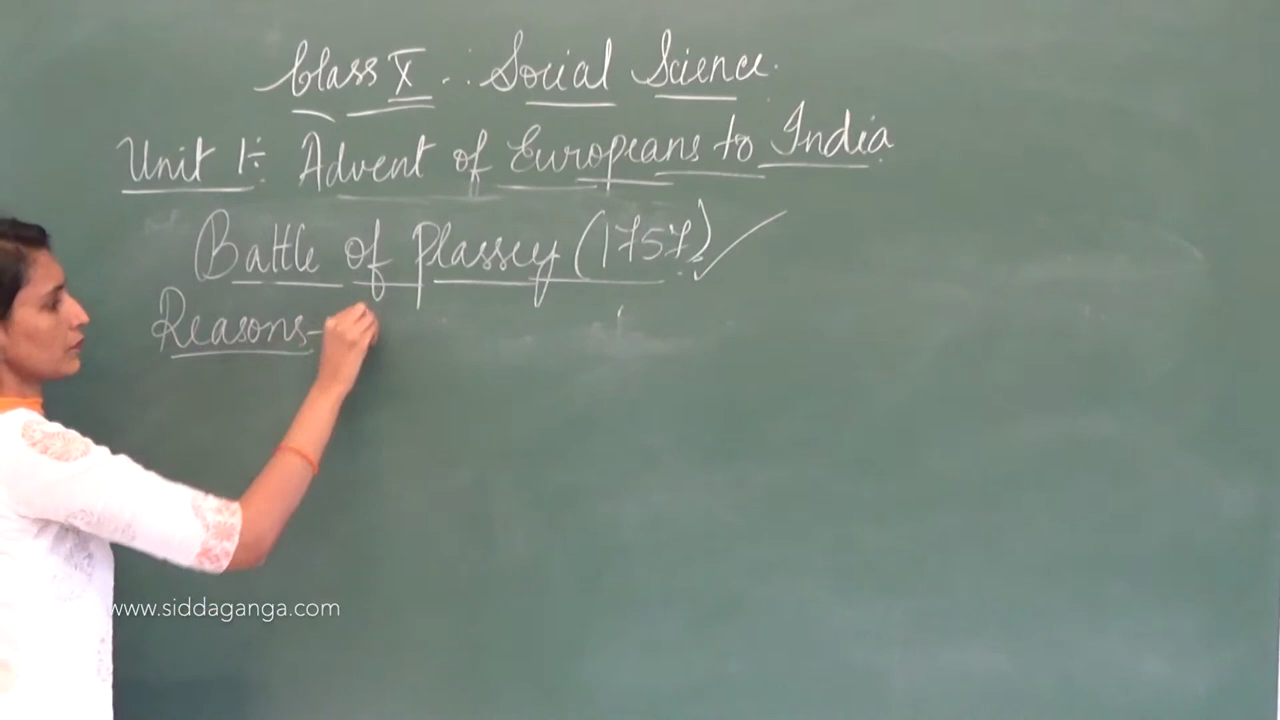 Class X :- Social Science.
Unit 1:- Advent of Europeans to India
Battle of Plassey (1757)
Reasons-
www.siddaganga.com